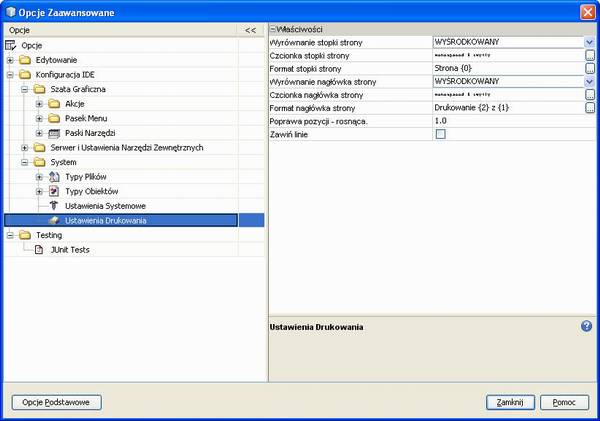 Opcje Zaawansowane
Opcje <<
Opcje
Edytowanie
Konfiguracja IDE
Szata Graficzna
Akcje
Pasek Menu
Paski Narzędzi
Serwer i Ustawienia Narzędzi Zewnętrznych
System
Typy Plików
Typy Obiektów
Ustawienia Systemowe
Ustawienia Drukowania
Testing
JUnit Tests
Właściwości
Wyrównanie stopki strony WYŚRODKOWANY
Czcionka stopki strony ...
Format stopki strony Strona {0} ...
Wyrównanie nagłówka strony WYŚRODKOWANY
Czcionka nagłówka strony ...
Format nagłówka strony Drukowanie {2} z {1} ...
Poprawa pozycji - rosnąca. 1.0
Zawiń linie
Ustawienia Drukowania ?
Opcje Podstawowe Zamknij Pomoc